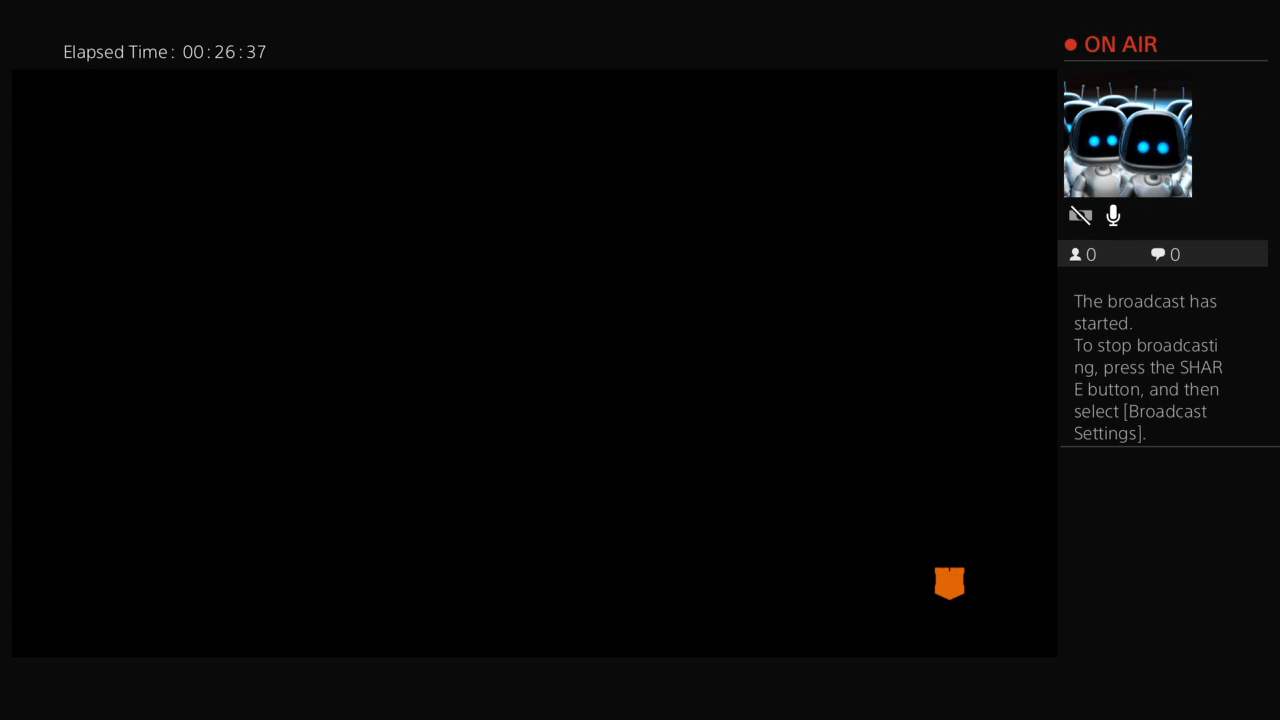 Elapsed Time: 00:26:37
ON AIR
0 0
The broadcast has
started.
To stop broadcasti
ng, press the SHAR
E button, and then
select [Broadcast
Settings].